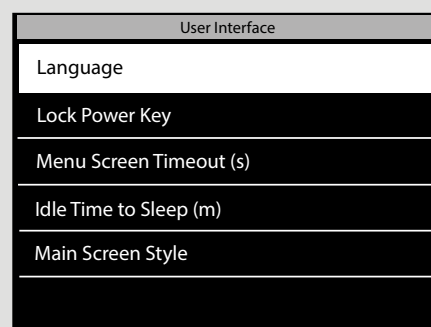 User Interface
Language
Lock Power Key
Menu Screen Timeout (s)
Idle Time to Sleep (m)
Main Screen Style